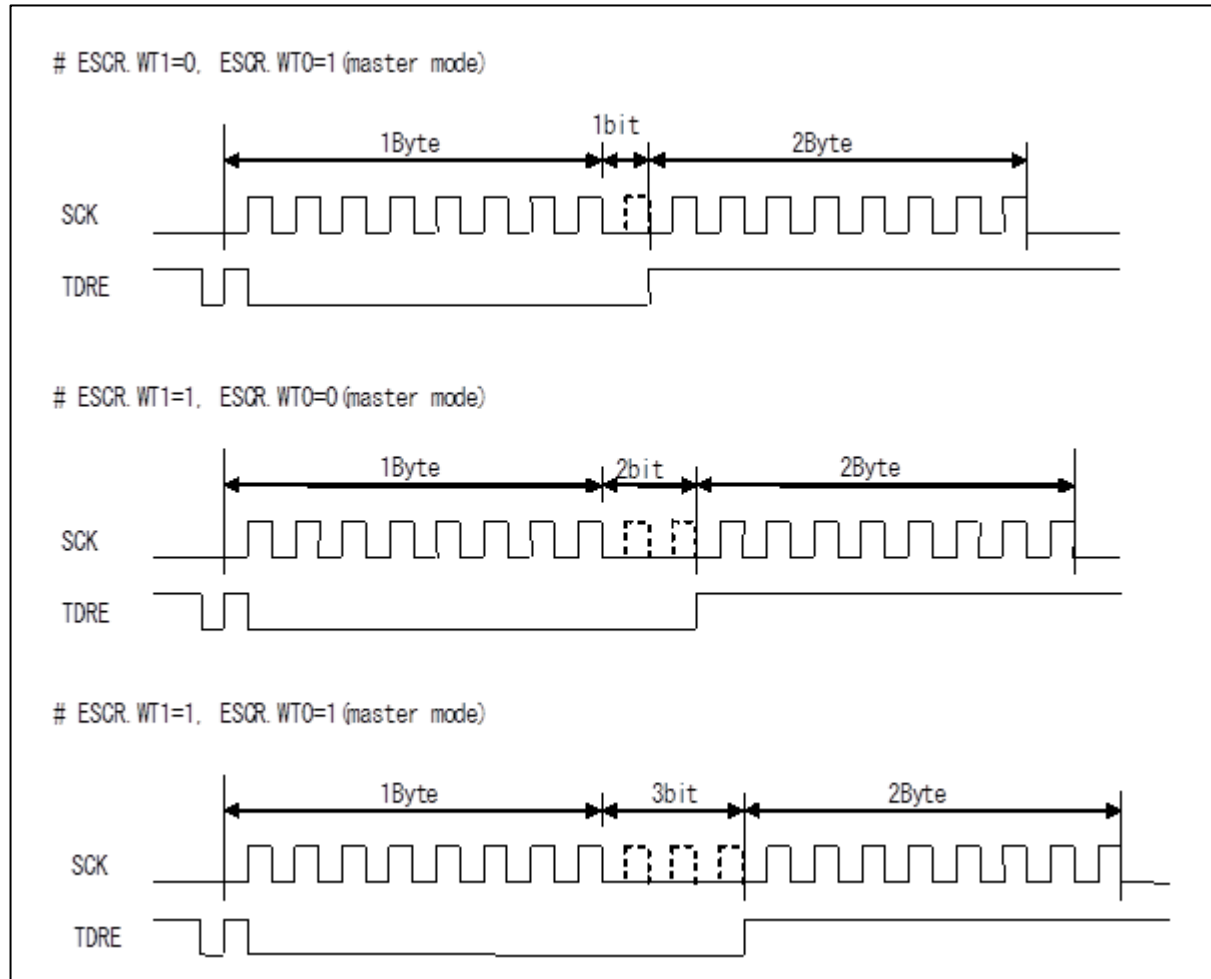 # ESCR.WT1=0, ESCR.WT0=1(master mode)
1Byte 1bit 2Byte
SCK
TDRE
# ESCR.WT1=1, ESCR.WT0=0(master mode)
1Byte 2bit 2Byte
SCK
TDRE
# ESCR.WT1=1, ESCR.WT0=1(master mode)
1Byte 3bit 2Byte
SCK
TDRE